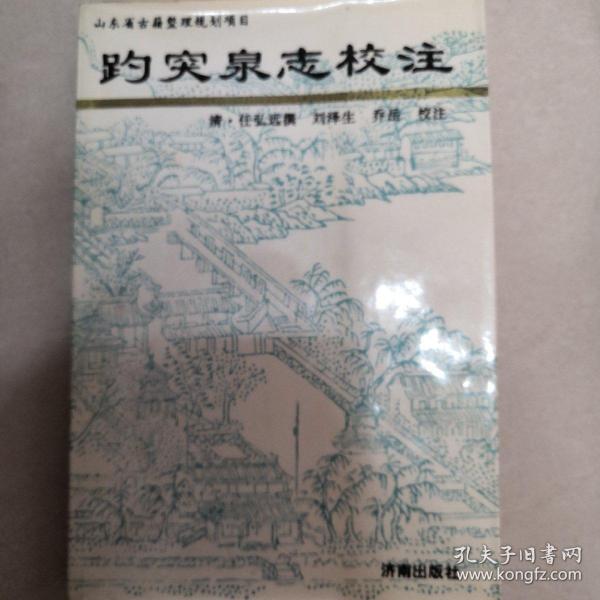 山东省古籍整理规划项目
趵突泉志校注
清·任弘远撰 刘泽生 乔岳 校注
济南出版社
孔夫子旧书网
www.kongfz.com